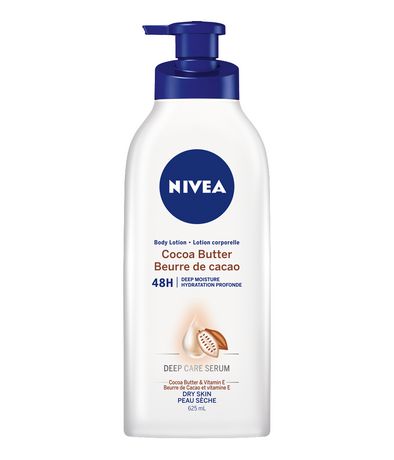 NIVEA
Body Lotion • Lotion corporelle
Cocoa Butter
Beurre de cacao
48H DEEP MOISTURE
HYDRATATION PROFONDE
DEEP CARE SERUM
Cocoa Butter & Vitamin E
Beurre de Cacao et vitamine E
DRY SKIN
PEAU SÈCHE
625 mL